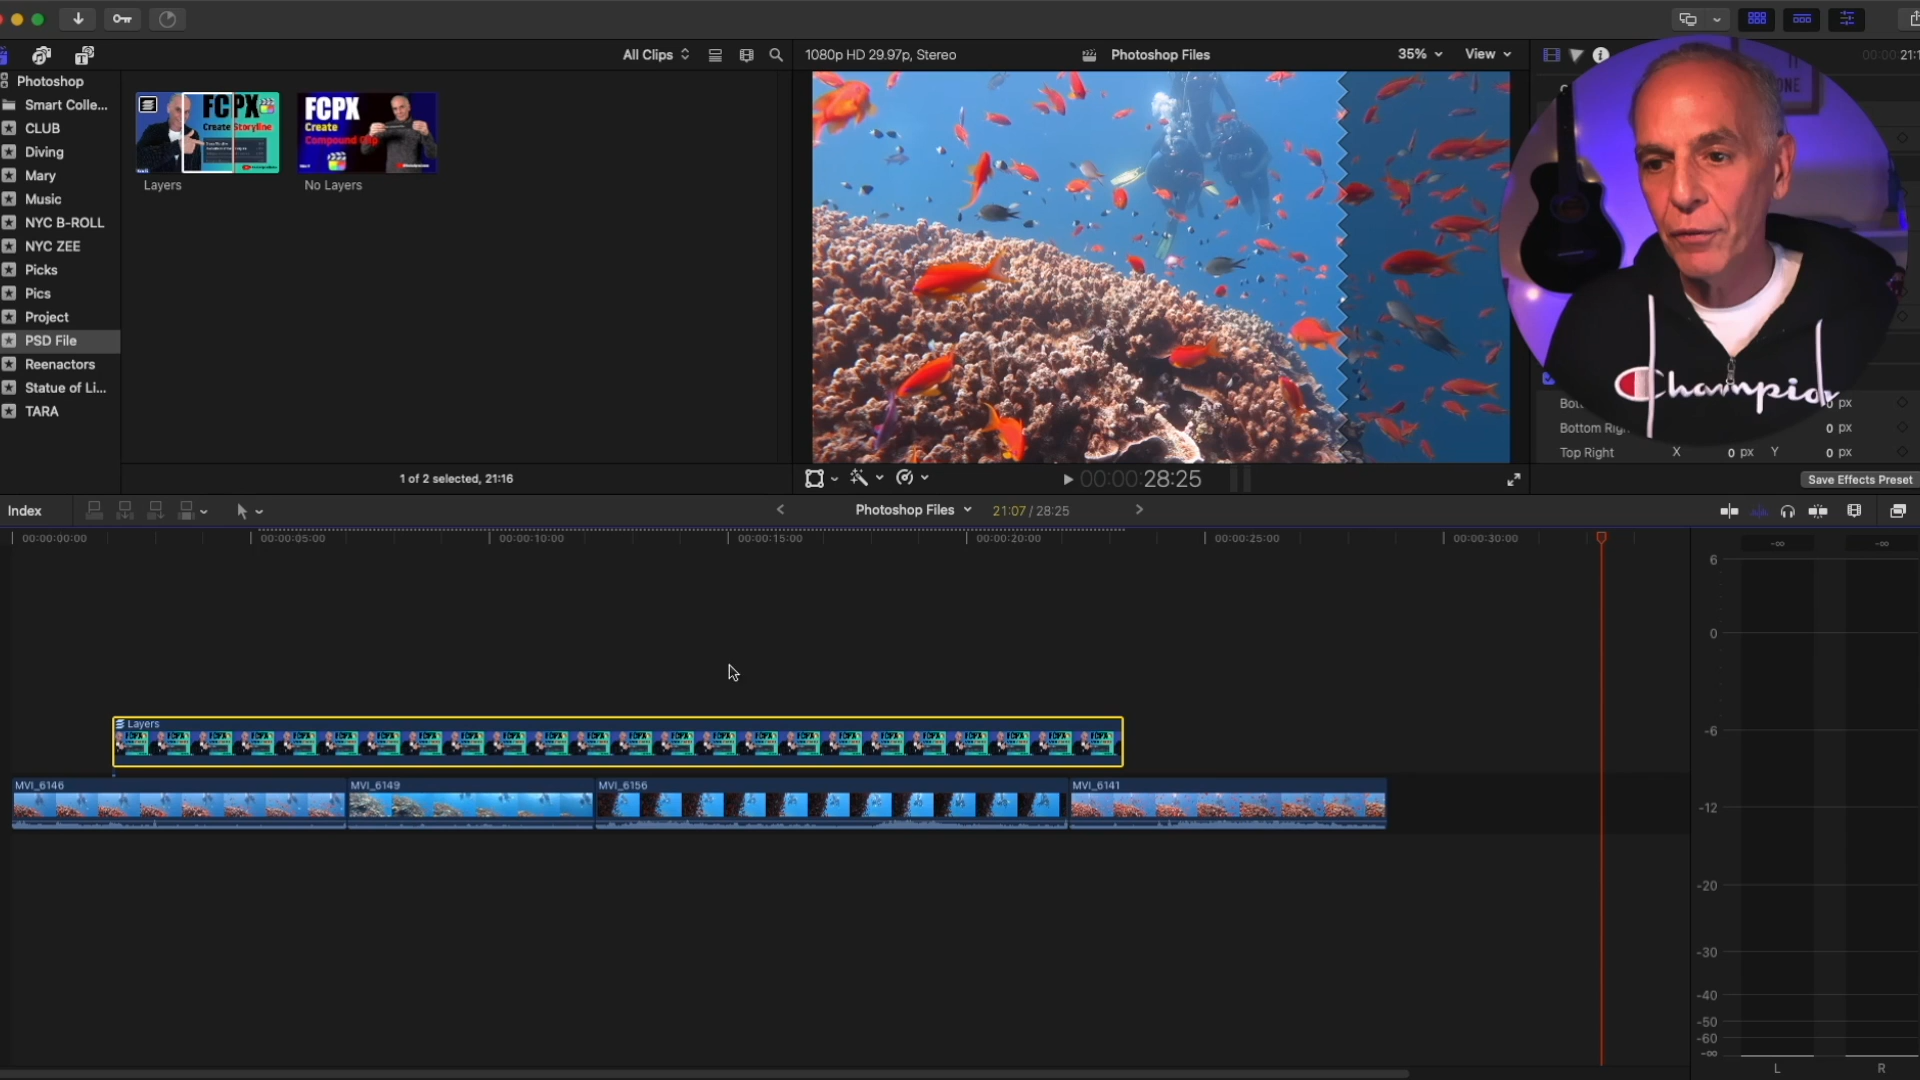 All Clips
1080p HD 29.97p, Stereo
Photoshop Files
35%
View
00:00:21:1
Photoshop
Smart Colle...
CLUB
Diving
Mary
Music
NYC B-ROLL
NYC ZEE
Picks
Pics
Project
PSD File
Reenactors
Statue of Li...
TARA
FCPX
Create Storyline
Layers
FCPX
Create
Compound Clip
No Layers
1 of 2 selected, 21:16
00:00:28:25
Champion
px
Bottom Rig
0 px
Top Right X 0 px Y 0 px
Save Effects Preset
Index
Photoshop Files
21:07 / 28:25
00:00:00:00
00:00:05:00
00:00:10:00
00:00:15:00
00:00:20:00
00:00:25:00
00:00:30:00
Layers
MVI_6146
MVI_6149
MVI_6156
MVI_6141
-∞ -∞
6
0
-6
-12
-20
-30
-40
-50
-60
-∞
L R